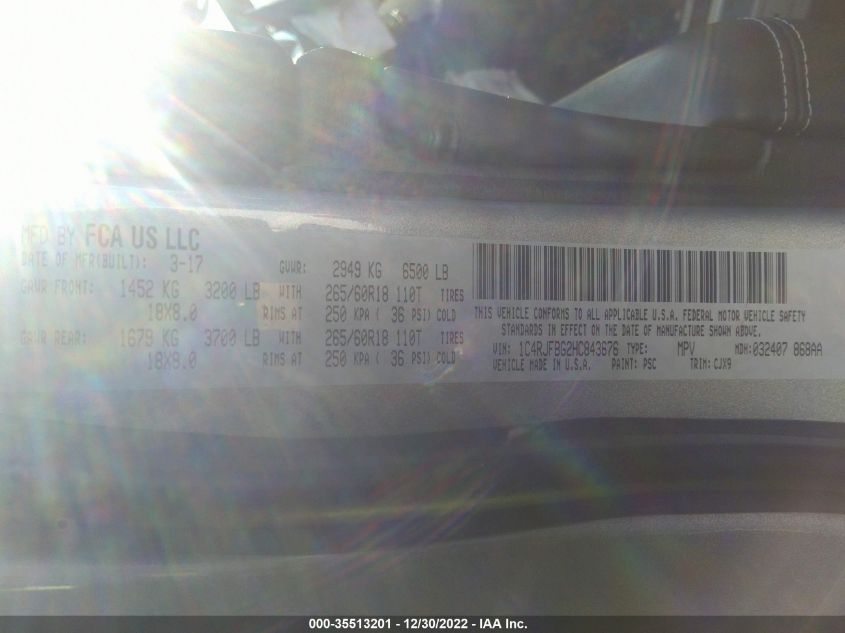 MFD BY FCA US LLC
DATE OF MFR(BUILT): 3-17 GVWR: 2949 KG 6500 LB
GAWR FRONT: 1452 KG 3200 LB WITH 265/60R18 110T TIRES
18X8.0 RIMS AT 250 KPA ( 36 PSI) COLD
GAWR REAR: 1679 KG 3700 LB WITH 265/60R18 110T TIRES
18X8.0 RIMS AT 250 KPA ( 36 PSI) COLD
THIS VEHICLE CONFORMS TO ALL APPLICABLE U.S.A. FEDERAL MOTOR VEHICLE SAFETY
STANDARDS IN EFFECT ON THE DATE OF MANUFACTURE SHOWN ABOVE.
VIN: 1C4RJFBG2HC843676 TYPE: MPV MDH:032407 868AA
VEHICLE MADE IN U.S.A. PAINT: PSC TRIM: CJX9
000-35513201 - 12/30/2022 - IAA Inc.